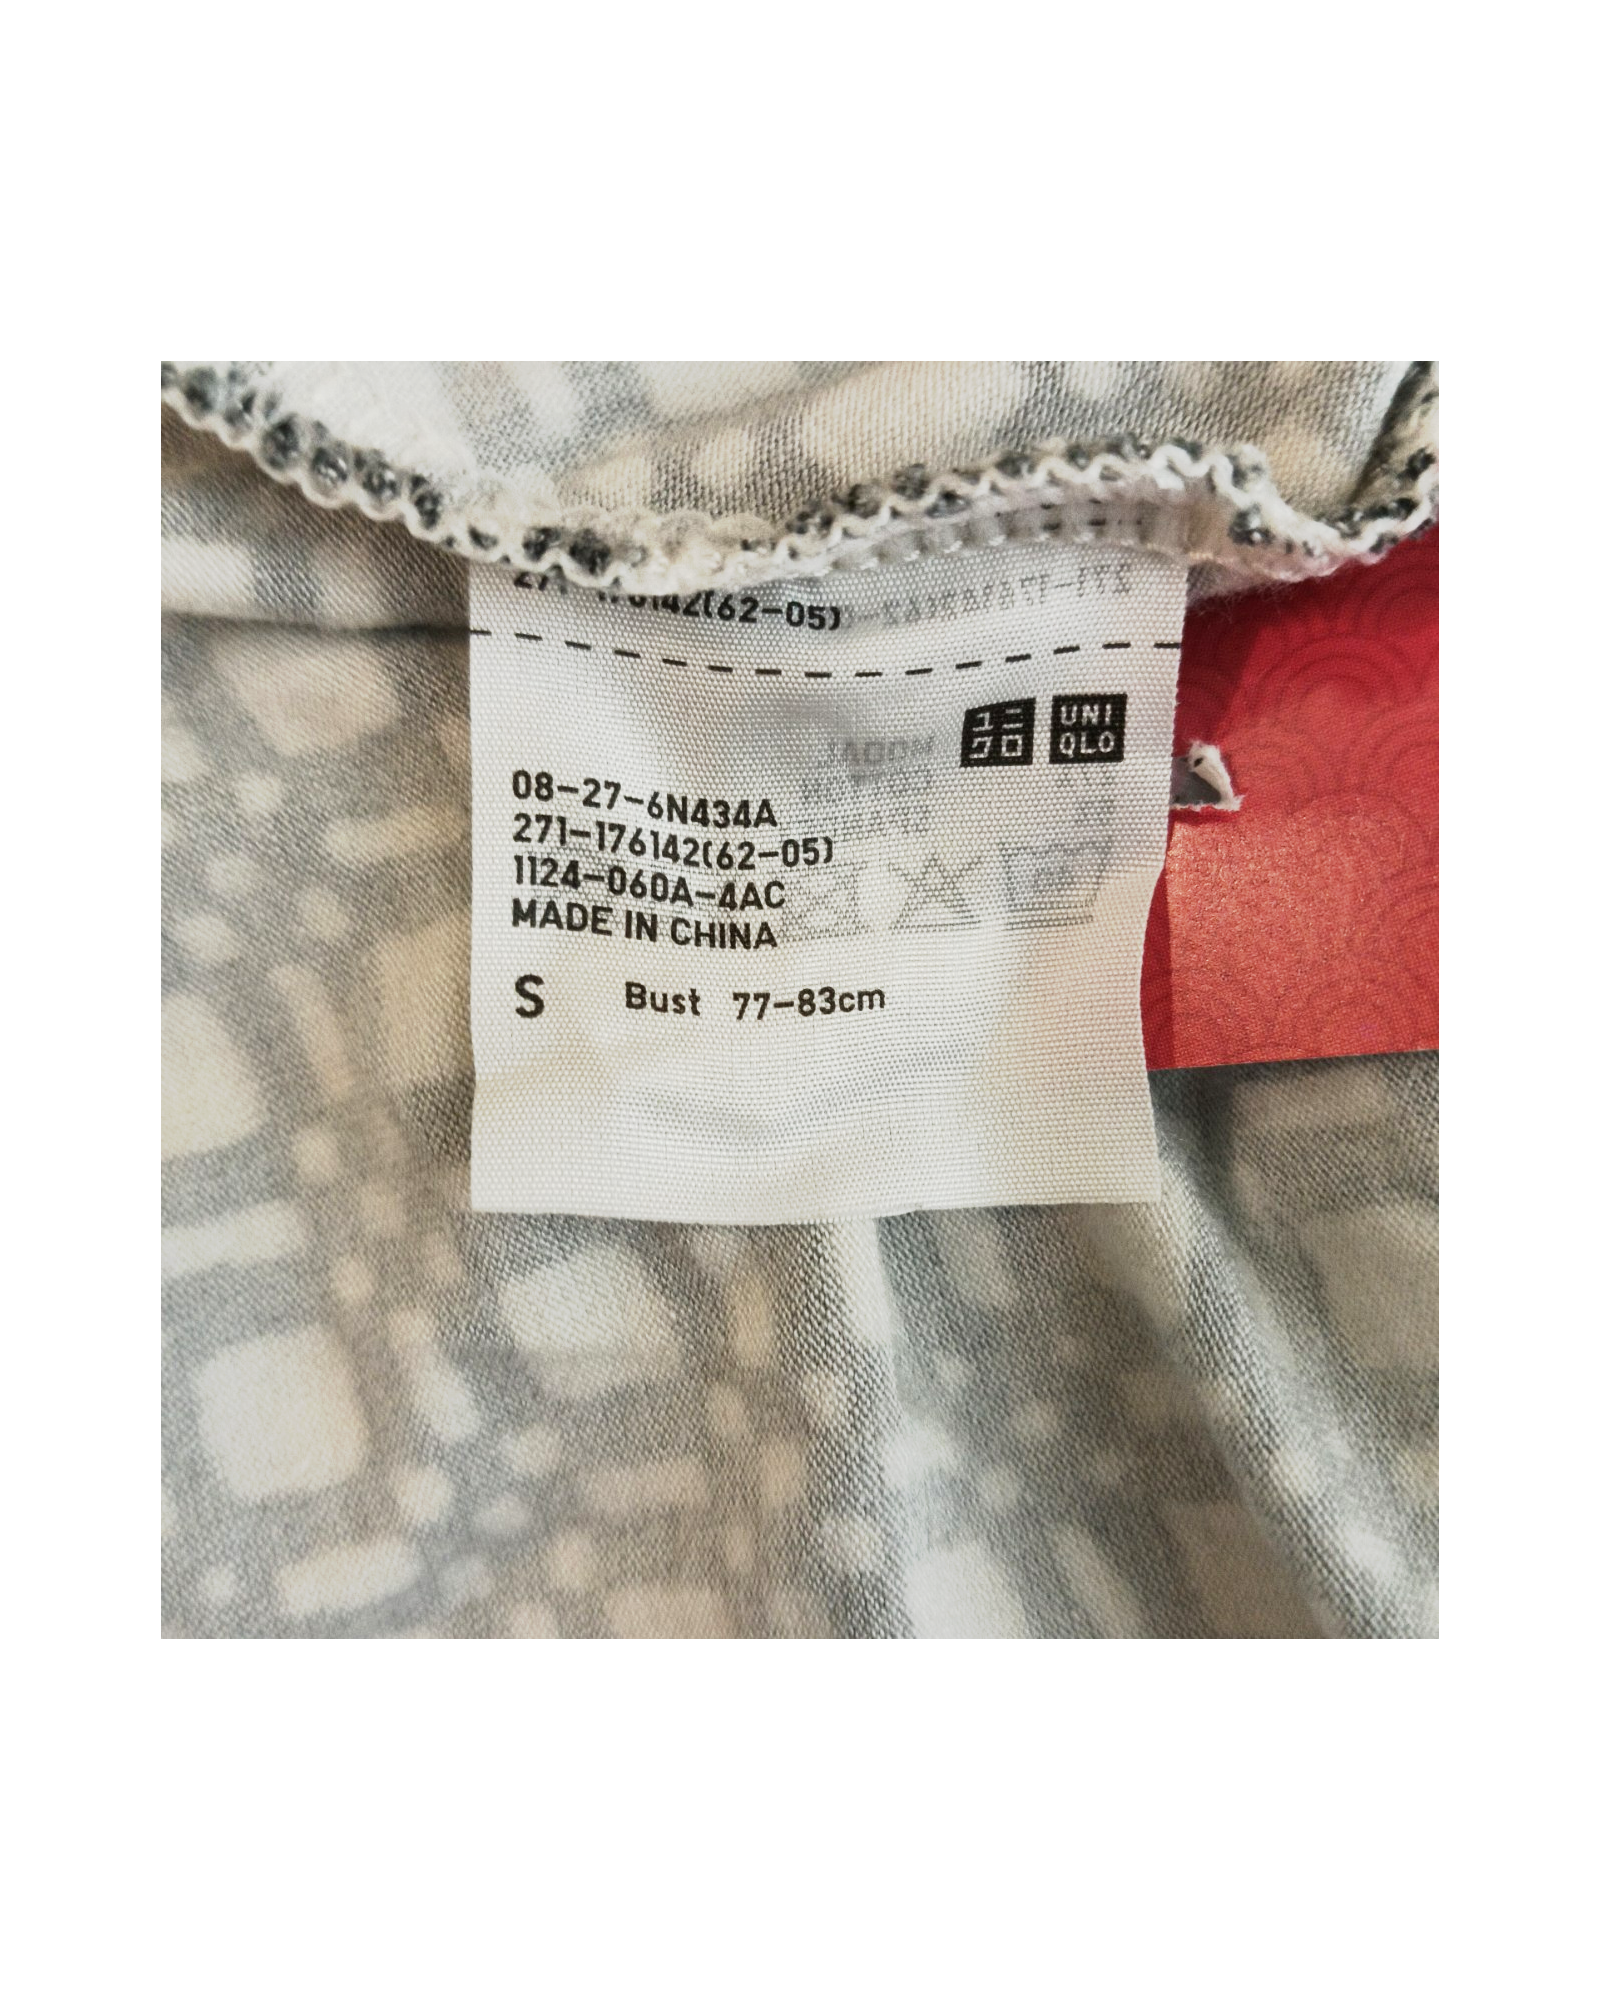 176142(62-05)
ユニ UNI
クロ QLO
08-27-6N434A
271-176142(62-05)
1124-060A-4AC
MADE IN CHINA
S Bust 77-83cm